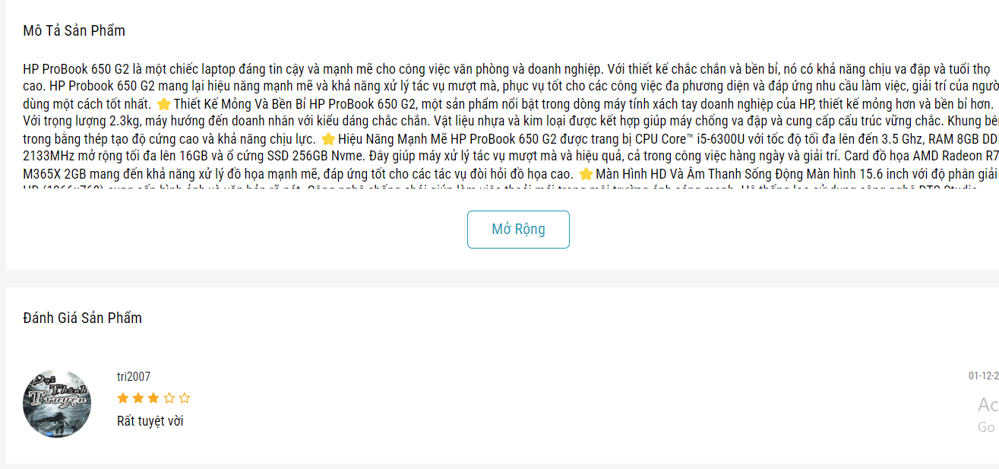 Mô Tả Sản Phẩm
HP ProBook 650 G2 là một chiếc laptop đáng tin cậy và mạnh mẽ cho công việc văn phòng và doanh nghiệp. Với thiết kế chắc chắn và bền bỉ, nó có khả năng chịu va đập và tuổi thọ
cao. HP Probook 650 G2 mang lại hiệu năng mạnh mẽ và khả năng xử lý tác vụ mượt mà, phục vụ tốt cho các công việc đa phương diện và đáp ứng nhu cầu làm việc, giải trí của
dùng một cách tốt nhất. ⭐Thiết Kế Mỏng Và Bền Bỉ HP ProBook 650 G2, một sản phẩm nổi bật trong dòng máy tính xách tay doanh nghiệp của HP, thiết kế mỏng hơn và bền bỉ hơn.
Với trọng lượng 2.3kg, máy hướng đến doanh nhân với kiểu dáng chắc chắn. Vật liệu nhựa và kim loại được kết hợp giúp máy chống va đập và cung cấp cấu trúc vững chắc. Khung
trong bằng thép tạo độ cứng cao và khả năng chịu lực. ⭐Hiệu Năng Mạnh Mẽ HP ProBook 650 G2 được trang bị CPU Core™ i5-6300U với tốc độ tối đa lên đến 3.5 Ghz, RAM 8GB
2133MHz mở rộng tối đa lên 16GB và ổ cứng SSD 256GB Nvme. Đây giúp máy xử lý tác vụ mượt mà và hiệu quả, cả trong công việc hàng ngày và giải trí. Card đồ họa AMD Radeon R7
M365X 2GB mang đến khả năng xử lý đồ họa mạnh mẽ, đáp ứng tốt cho các tác vụ đòi hỏi đồ họa cao. ⭐Màn Hình HD Và Âm Thanh Sống Động Màn hình 15.6 inch với độ phân giải
HD (1366x768) cung cấp hình ảnh và văn bản rõ nét. Công nghệ chống chói giúp làm việc thoải mái trong môi trường ánh sáng mạnh. Hệ thống loa sử dụng công nghệ DTS Studio
Mở Rộng
Đánh Giá Sản Phẩm
Đại
Thánh
Truyện
tri2007
01-12-2
Rất tuyệt vời
Ac
Go